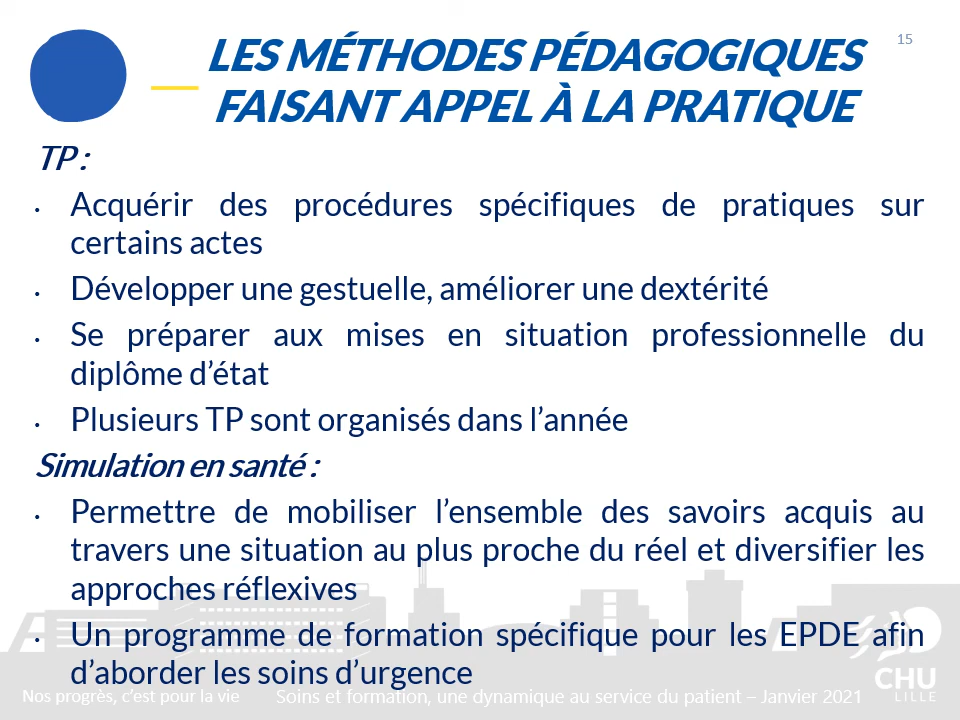 15
LES MÉTHODES PÉDAGOGIQUES
FAISANT APPEL À LA PRATIQUE
TP :
• Acquérir des procédures spécifiques de pratiques sur
certains actes
• Développer une gestuelle, améliorer une dextérité
• Se préparer aux mises en situation professionnelle du
diplôme d’état
• Plusieurs TP sont organisés dans l’année
Simulation en santé :
• Permettre de mobiliser l’ensemble des savoirs acquis au
travers une situation au plus proche du réel et diversifier les
approches réflexives
• Un programme de formation spécifique pour les EPDE afin
d’aborder les soins d’urgence
Nos progrès, c’est pour la vie
Soins et formation, une dynamique au service du patient – Janvier 2021
CHU
LILLE